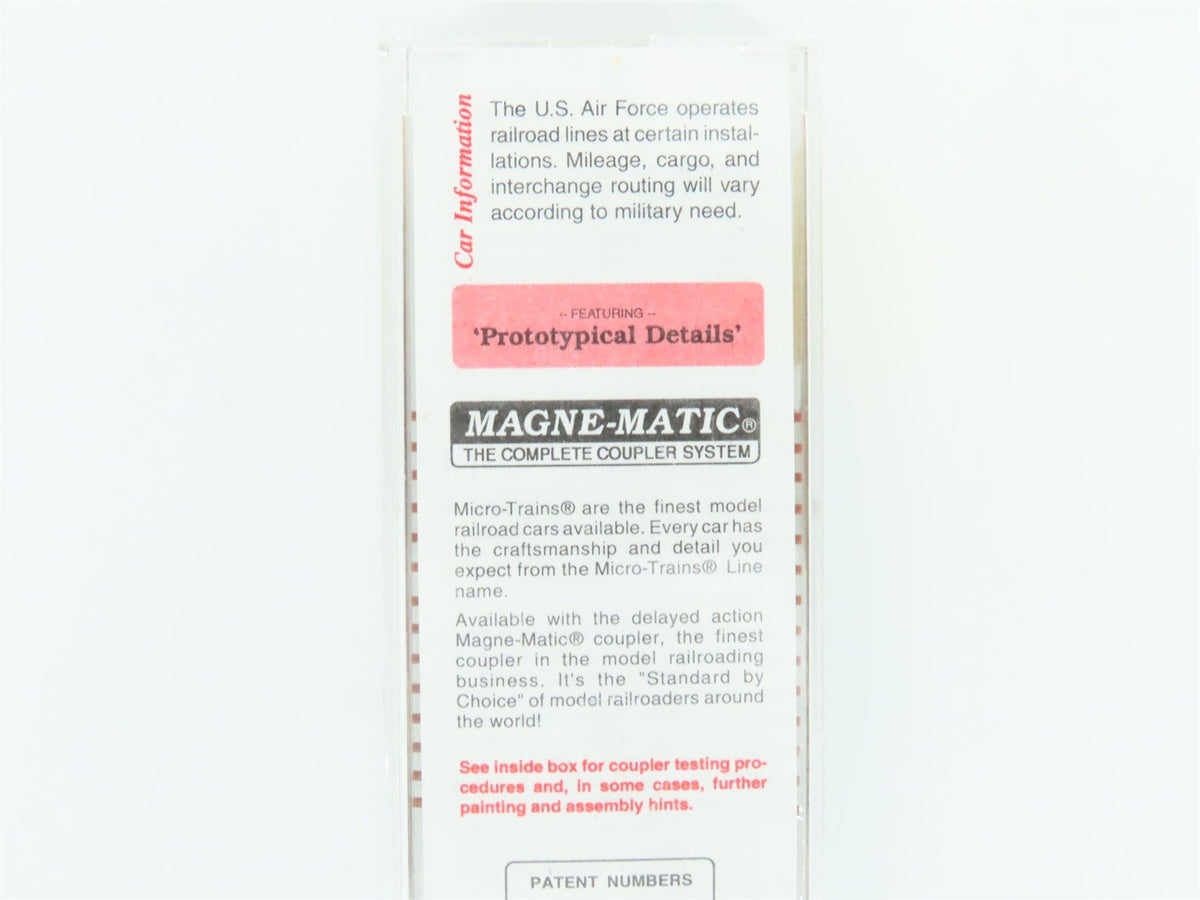 Car Information
The U.S. Air Force operates
railroad lines at certain instal-
lations. Mileage, cargo, and
interchange routing will vary
according to military need.
-- FEATURING --
'Prototypical Details'
MAGNE-MATIC®
THE COMPLETE COUPLER SYSTEM
Micro-Trains® are the finest model
railroad cars available. Every car has
the craftsmanship and detail you
expect from the Micro-Trains® Line
name.
Available with the delayed action
Magne-Matic® coupler, the finest
coupler in the model railroading
business. It's the "Standard by
Choice" of model railroaders around
the world!
See inside box for coupler testing pro-
cedures and, in some cases, further
painting and assembly hints.
PATENT NUMBERS